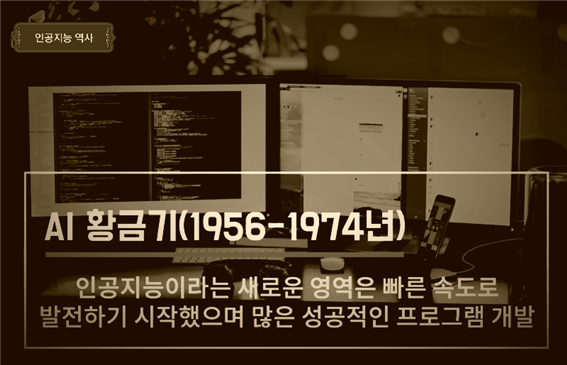 인공지능 역사
AI 황금기(1956-1974년)
인공지능이라는 새로운 영역은 빠른 속도로
발전하기 시작했으며 많은 성공적인 프로그램 개발